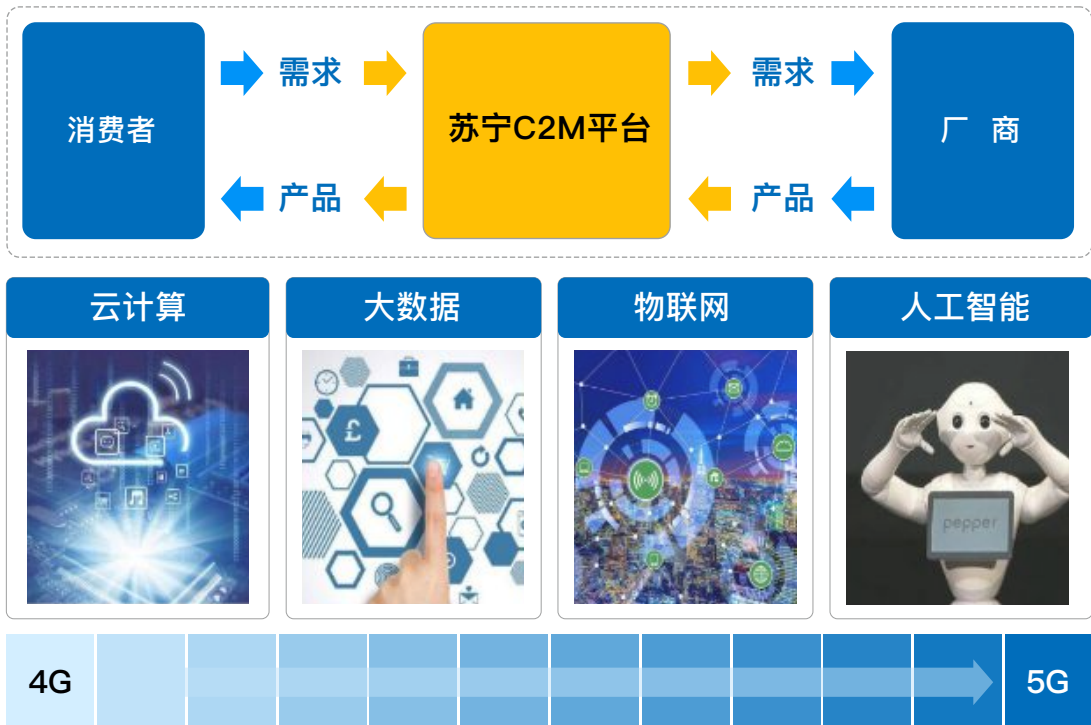 需求
需求
消费者
苏宁C2M平台
厂 商
产品
产品
云计算
大数据
物联网
人工智能
pepper
4G
5G